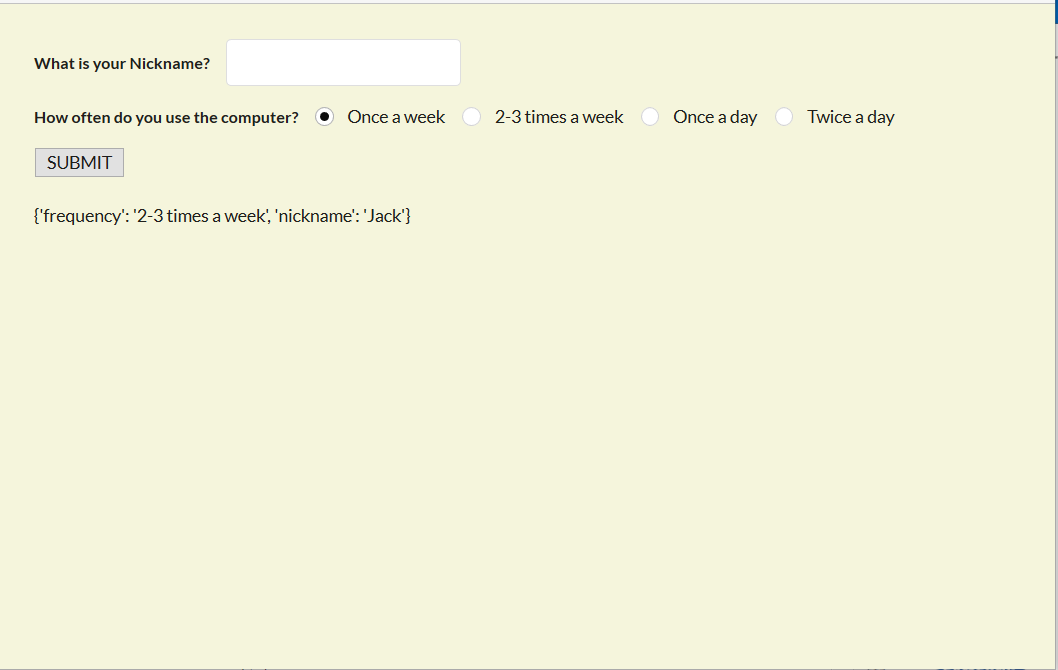 What is your Nickname?
How often do you use the computer? Once a week 2-3 times a week Once a day Twice a day
SUBMIT
{'frequency': '2-3 times a week', 'nickname': 'Jack'}